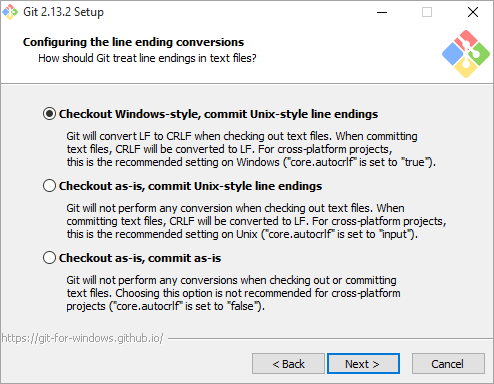 Git 2.13.2 Setup
Configuring the line ending conversions
How should Git treat line endings in text files?
Checkout Windows-style, commit Unix-style line endings
Git will convert LF to CRLF when checking out text files. When committing
text files, CRLF will be converted to LF. For cross-platform projects,
this is the recommended setting on Windows ("core.autocrlf" is set to "true").
Checkout as-is, commit Unix-style line endings
Git will not perform any conversion when checking out text files. When
committing text files, CRLF will be converted to LF. For cross-platform projects,
this is the recommended setting on Unix ("core.autocrlf" is set to "input").
Checkout as-is, commit as-is
Git will not perform any conversions when checking out or committing
text files. Choosing this option is not recommended for cross-platform
projects ("core.autocrlf" is set to "false").
https://git-for-windows.github.io/
< Back
Next >
Cancel